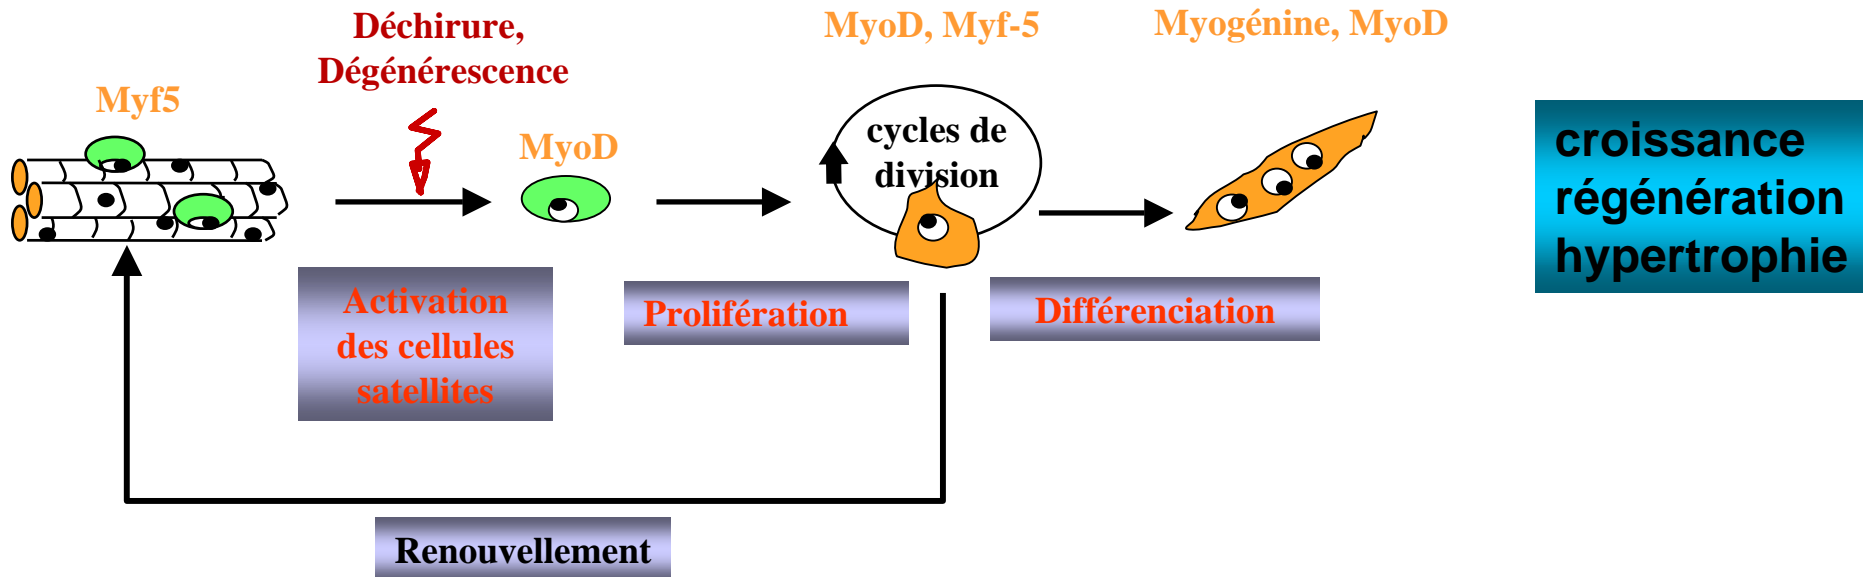 Déchirure,
Dégénérescence
MyoD, Myf-5
Myogénine, MyoD
Myf5
MyoD
cycles de
division
croissance
régénération
hypertrophie
Activation
des cellules
satellites
Prolifération
Différenciation
Renouvellement